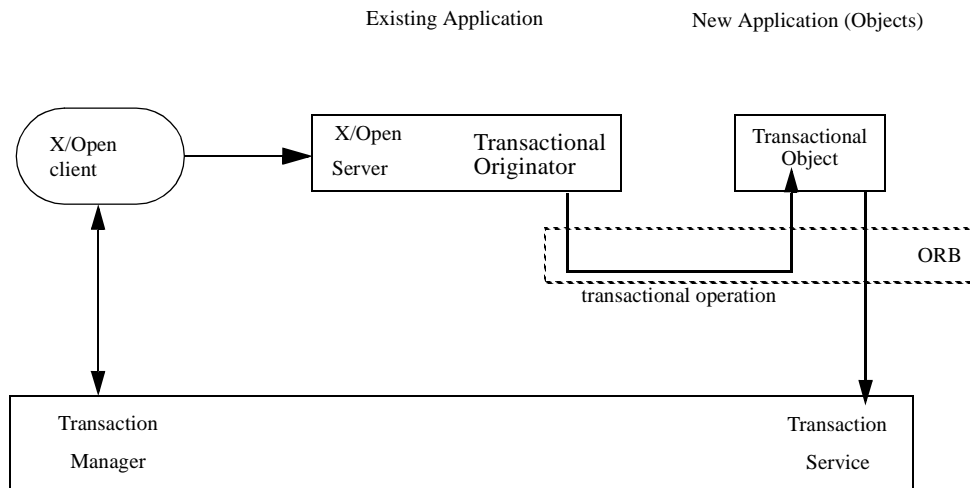 Existing Application
New Application (Objects)
X/Open
client
X/Open
Server
Transactional
Originator
Transactional
Object
ORB
transactional operation
Transaction
Manager
Transaction
Service